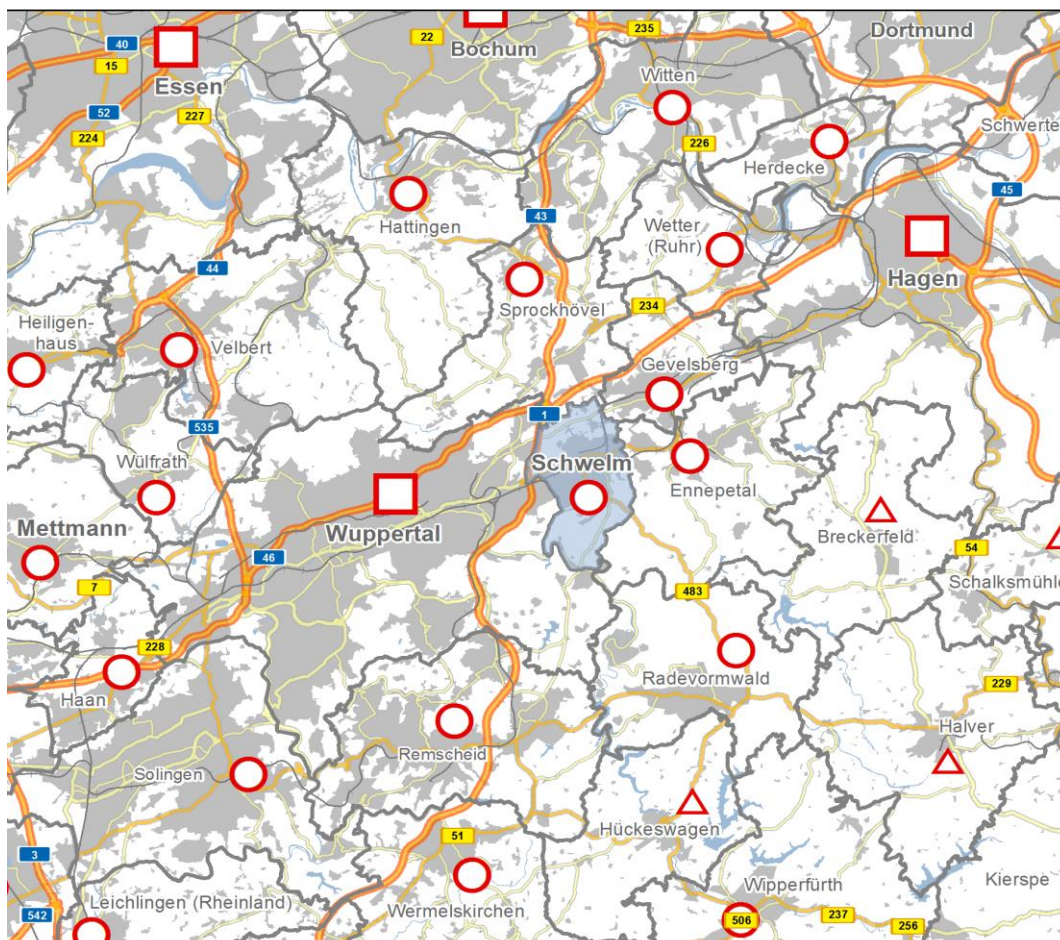 40
22
235
Dortmund
Bochum
15
Essen
Witten
52
227
224
226
Schwerte
Herdecke
45
Hattingen
43
Wetter
(Ruhr)
44
Hagen
Sprockhövel
234
Heiligen-
haus
Velbert
Gevelsberg
1
535
Wülfrath
Schwelm
Ennepetal
Mettmann
Wuppertal
Breckerfeld
46
54
7
Schalksmühle
483
228
Haan
Radevormwald
229
Remscheid
Halver
Solingen
Hückeswagen
51
3
Wipperfürth
Kierspe
Leichlingen (Rheinland)
Wermelskirchen
542
506
237
256